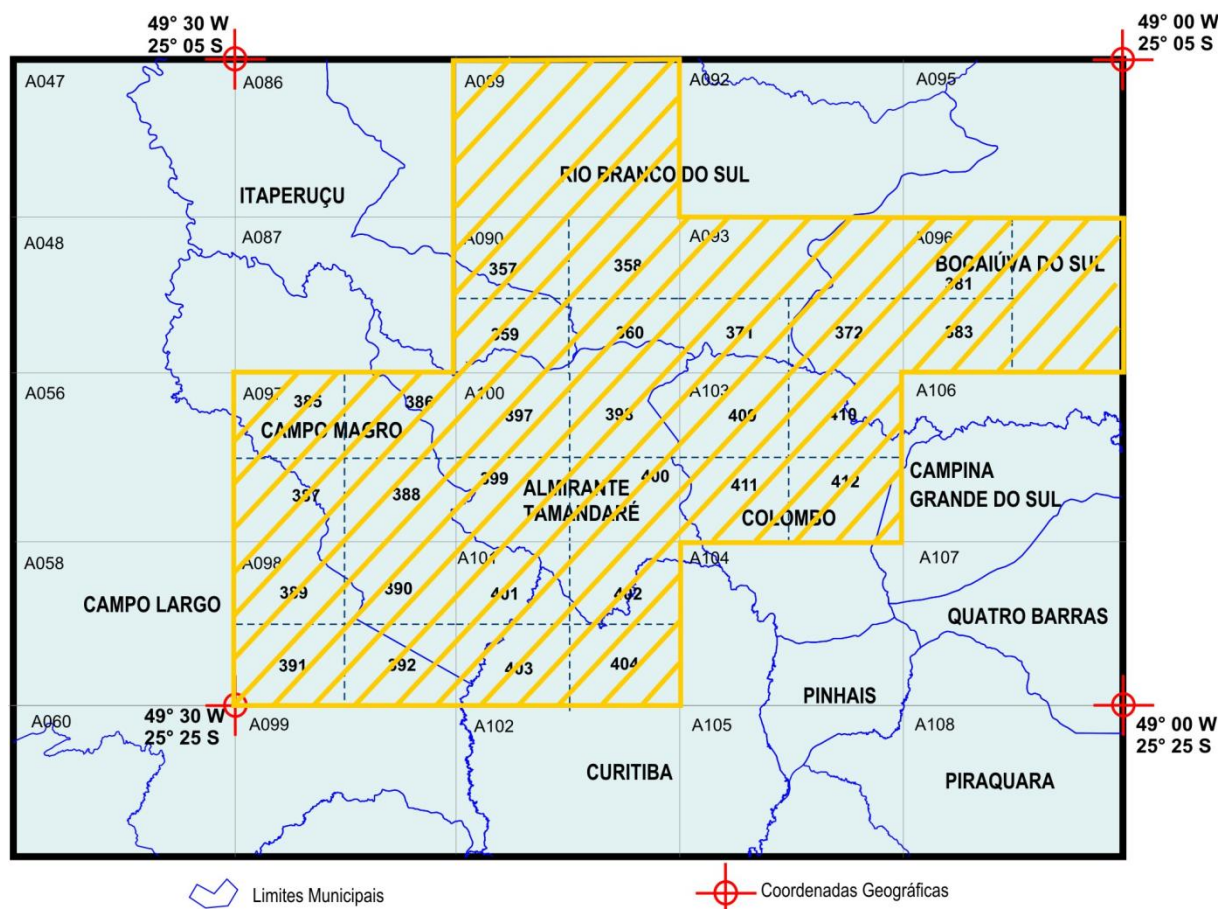 49° 30 W
25° 05 S
49° 00 W
25° 05 S
A047
A086
A089
A092
A095
RIO BRANCO DO SUL
ITAPERUÇU
A048
A087
A090
A093
A096
357
358
BOCAIÚVA DO SUL
381
359
360
371
372
383
A056
A097
385
386
A100
397
398
A103
409
410
A106
CAMPO MAGRO
387
388
399
ALMIRANTE
TAMANDARÉ
400
411
412
COLOMBO
CAMPINA
GRANDE DO SUL
A058
A098
A101
A104
A107
CAMPO LARGO
389
390
401
402
QUATRO BARRAS
391
392
403
404
PINHAIS
49° 30 W
25° 25 S
49° 00 W
25° 25 S
A060
A099
A102
A105
A108
CURITIBA
PIRAQUARA
Limites Municipais
Coordenadas Geográficas